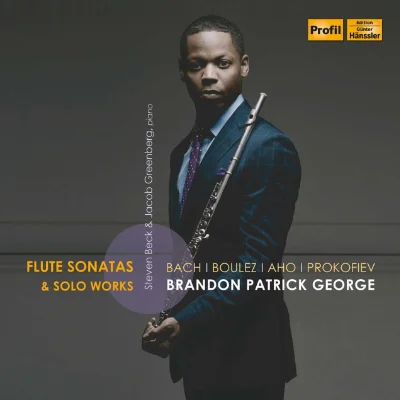 Profil
Edition
Günter
Hänssler
Steven Beck & Jacob Greenberg, piano
FLUTE SONATAS
& SOLO WORKS
BACH | BOULEZ | AHO | PROKOFIEV
BRANDON PATRICK GEORGE